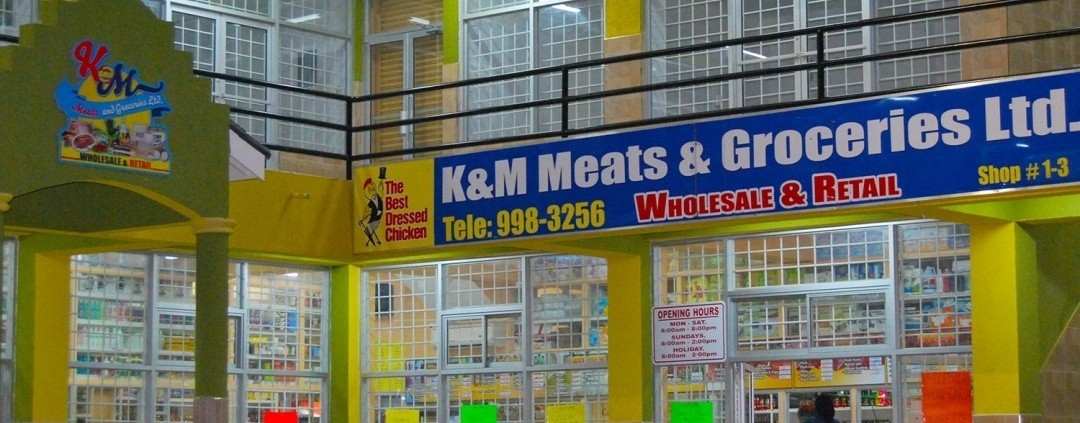 K&M
Meats and Groceries Ltd.
WHOLESALE & RETAIL
The
Best
Dressed
Chicken
K&M Meats & Groceries Ltd.
Tele: 998-3256
WHOLESALE & RETAIL
Shop # 1-3
OPENING HOURS
MON - SAT.
8:00am - 8:00pm
SUNDAYS.
8:00am - 2:00pm
HOLIDAY.
8:00am - 2:00pm